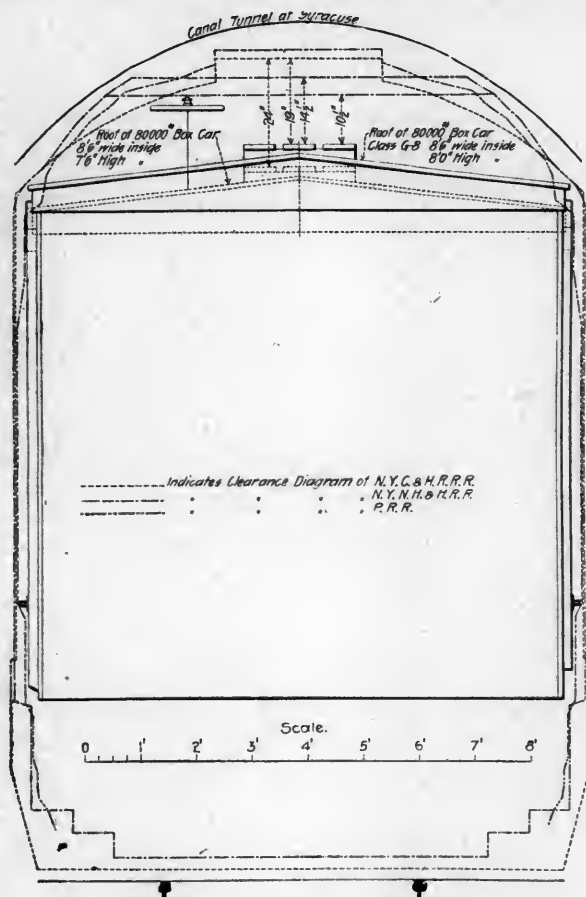 Canal Tunnel at Syracuse
24"
19"
14½"
10½"
Roof of 80000# Box Car
8'6" wide inside
7'6" High "
Roof of 80000# Box Car
Class G-8 8'6" wide inside
8'0" High "
Indicates Clearance Diagram of N.Y.C. & H.R.R.R.
" " " " N.Y.N.H. & H.R.R.
" " " " P.R.R.
Scale.
0 1' 2' 3' 4' 5' 6' 7' 8'